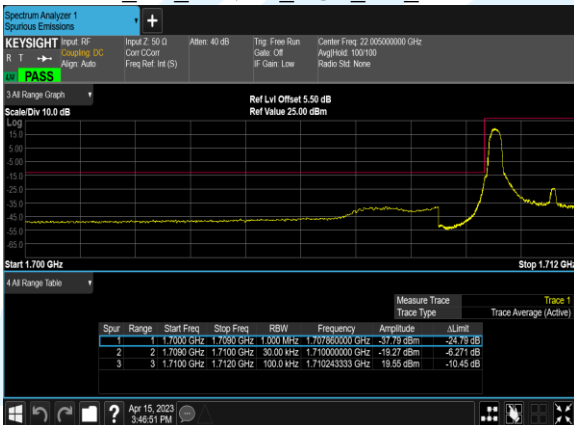 Spectrum Analyzer 1
Spurious Emissions
KEYSIGHT Input: RF Input Z: 50 Ω Atten: 40 dB Trig: Free Run Center Freq: 22.005000000 GHz
R T Coupling: DC Corr CCorr Gate: Off Avg|Hold: 100/100
Align: Auto Freq Ref: Int (S) IF Gain: Low Radio Std: None
LXI PASS
3 All Range Graph
Ref Lvl Offset 5.50 dB
Scale/Div 10.0 dB Ref Value 25.00 dBm
Log
15.0
5.00
-5.00
-15.0
-25.0
-35.0
-45.0
-55.0
-65.0
Start 1.700 GHz Stop 1.712 GHz
4 All Range Table
Measure Trace Trace 1
Trace Type Trace Average (Active)
Spur Range Start Freq Stop Freq RBW Frequency Amplitude ΔLimit
1 1 1.7000 GHz 1.7090 GHz 1.000 MHz 1.707860000 GHz -37.79 dBm -24.79 dB
2 2 1.7090 GHz 1.7100 GHz 30.00 kHz 1.710000000 GHz -19.27 dBm -6.271 dB
3 3 1.7100 GHz 1.7120 GHz 100.0 kHz 1.710243333 GHz 19.55 dBm -10.45 dB
? Apr 15, 2023
3:46:51 PM